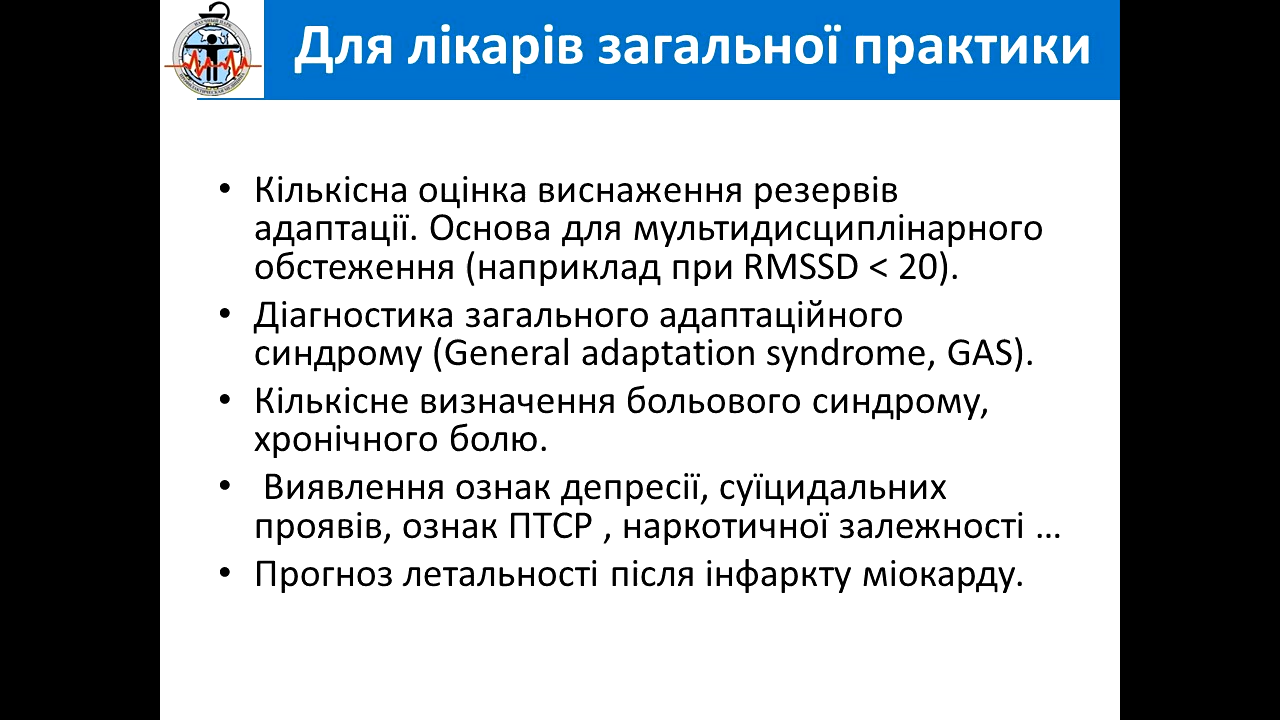 Для лікарів загальної практики
• Кількісна оцінка виснаження резервів
адаптації. Основа для мультидисциплінарного
обстеження (наприклад при RMSSD < 20).
• Діагностика загального адаптаційного
синдрому (General adaptation syndrome, GAS).
• Кількісне визначення больового синдрому,
хронічного болю.
• Виявлення ознак депресії, суїцидальних
проявів, ознак ПТСР , наркотичної залежності ...
• Прогноз летальності після інфаркту міокарду.